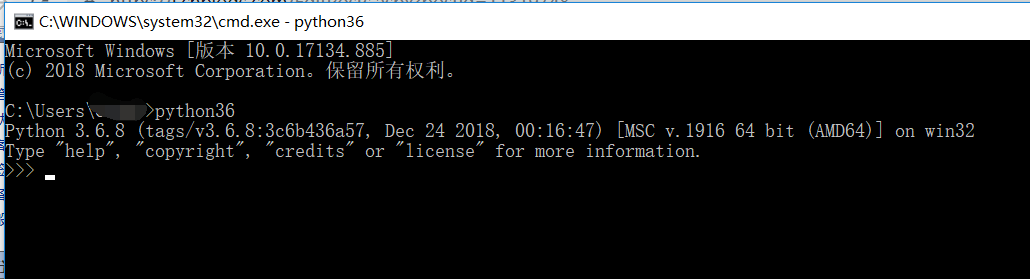 C:\WINDOWS\system32\cmd.exe - python36
Microsoft Windows [版本 10.0.17134.885]
(c) 2018 Microsoft Corporation。保留所有权利。
C:\Users\ >python36
Python 3.6.8 (tags/v3.6.8:3c6b436a57, Dec 24 2018, 00:16:47) [MSC v.1916 64 bit (AMD64)] on win32
Type "help", "copyright", "credits" or "license" for more information.
>>>